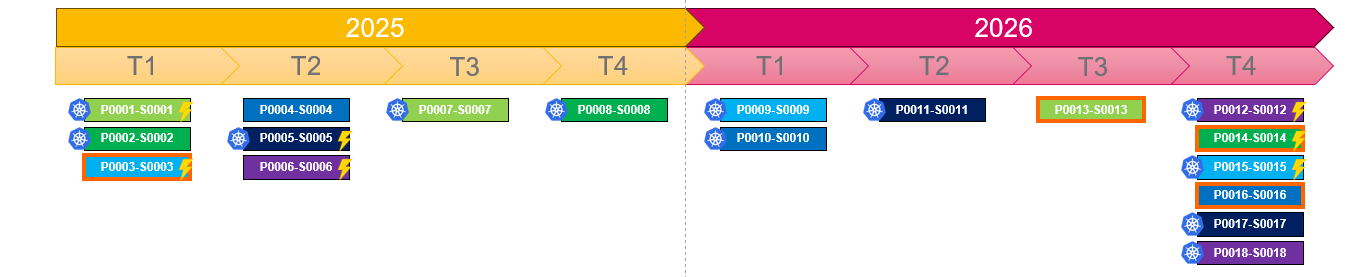 2025
2026
T1
T2
T3
T4
T1
T2
T3
T4
P0001-S0001
P0004-S0004
P0007-S0007
P0008-S0008
P0009-S0009
P0011-S0011
P0013-S0013
P0012-S0012
P0002-S0002
P0005-S0005
P0010-S0010
P0014-S0014
P0003-S0003
P0006-S0006
P0015-S0015
P0016-S0016
P0017-S0017
P0018-S0018